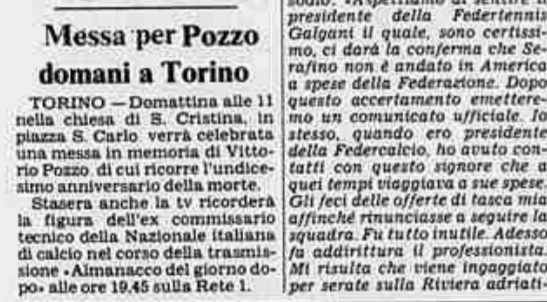 Messa per Pozzo
domani a Torino
TORINO — Domattina alle 11
nella chiesa di S. Cristina, in
piazza S. Carlo verrà celebrata
una messa in memoria di Vitto-
rio Pozzo, di cui ricorre l'undice-
simo anniversario della morte.
Stasera anche la tv ricorderà
la figura dell'ex commissario
tecnico della Nazionale italiana
di calcio nel corso della trasmis-
sione «Almanacco del giorno do-
po» alle ore 19,45 sulla Rete 1.
presidente della Federtennis
Galgani il quale, sono certissi-
mo, ci darà la conferma che Se-
rafino non è andato in America
a spese della Federazione. Dopo
questo accertamento emettere-
mo un comunicato ufficiale. Io
stesso, quando ero presidente
della Federcalcio, ho avuto con-
tatti con questo signore che a
quei tempi viaggiava a sue spese.
Gli feci delle offerte di tasca mia
affinché rinunciasse a seguire la
squadra. Fu tutto inutile. Adesso
fa addirittura il professionista.
Mi risulta che viene ingaggiato
per serate sulla Riviera adriati-